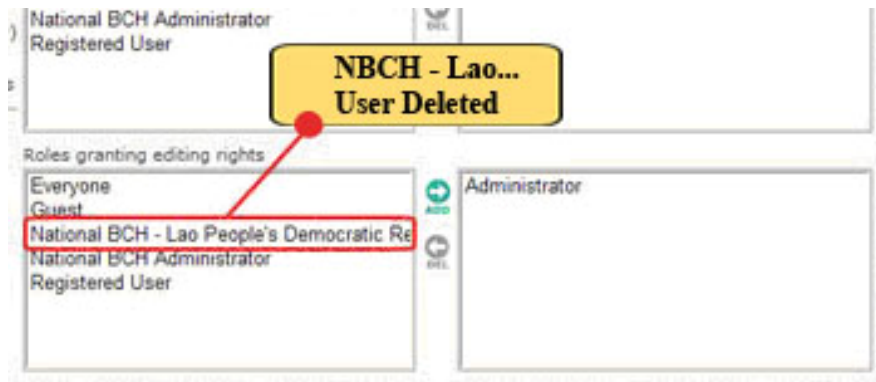 National BCH Administrator
Registered User
DEL
NBCH - Lao...
User Deleted
Roles granting editing rights
Everyone
Guest
National BCH - Lao People's Democratic Re
National BCH Administrator
Registered User
ADD
DEL
Administrator